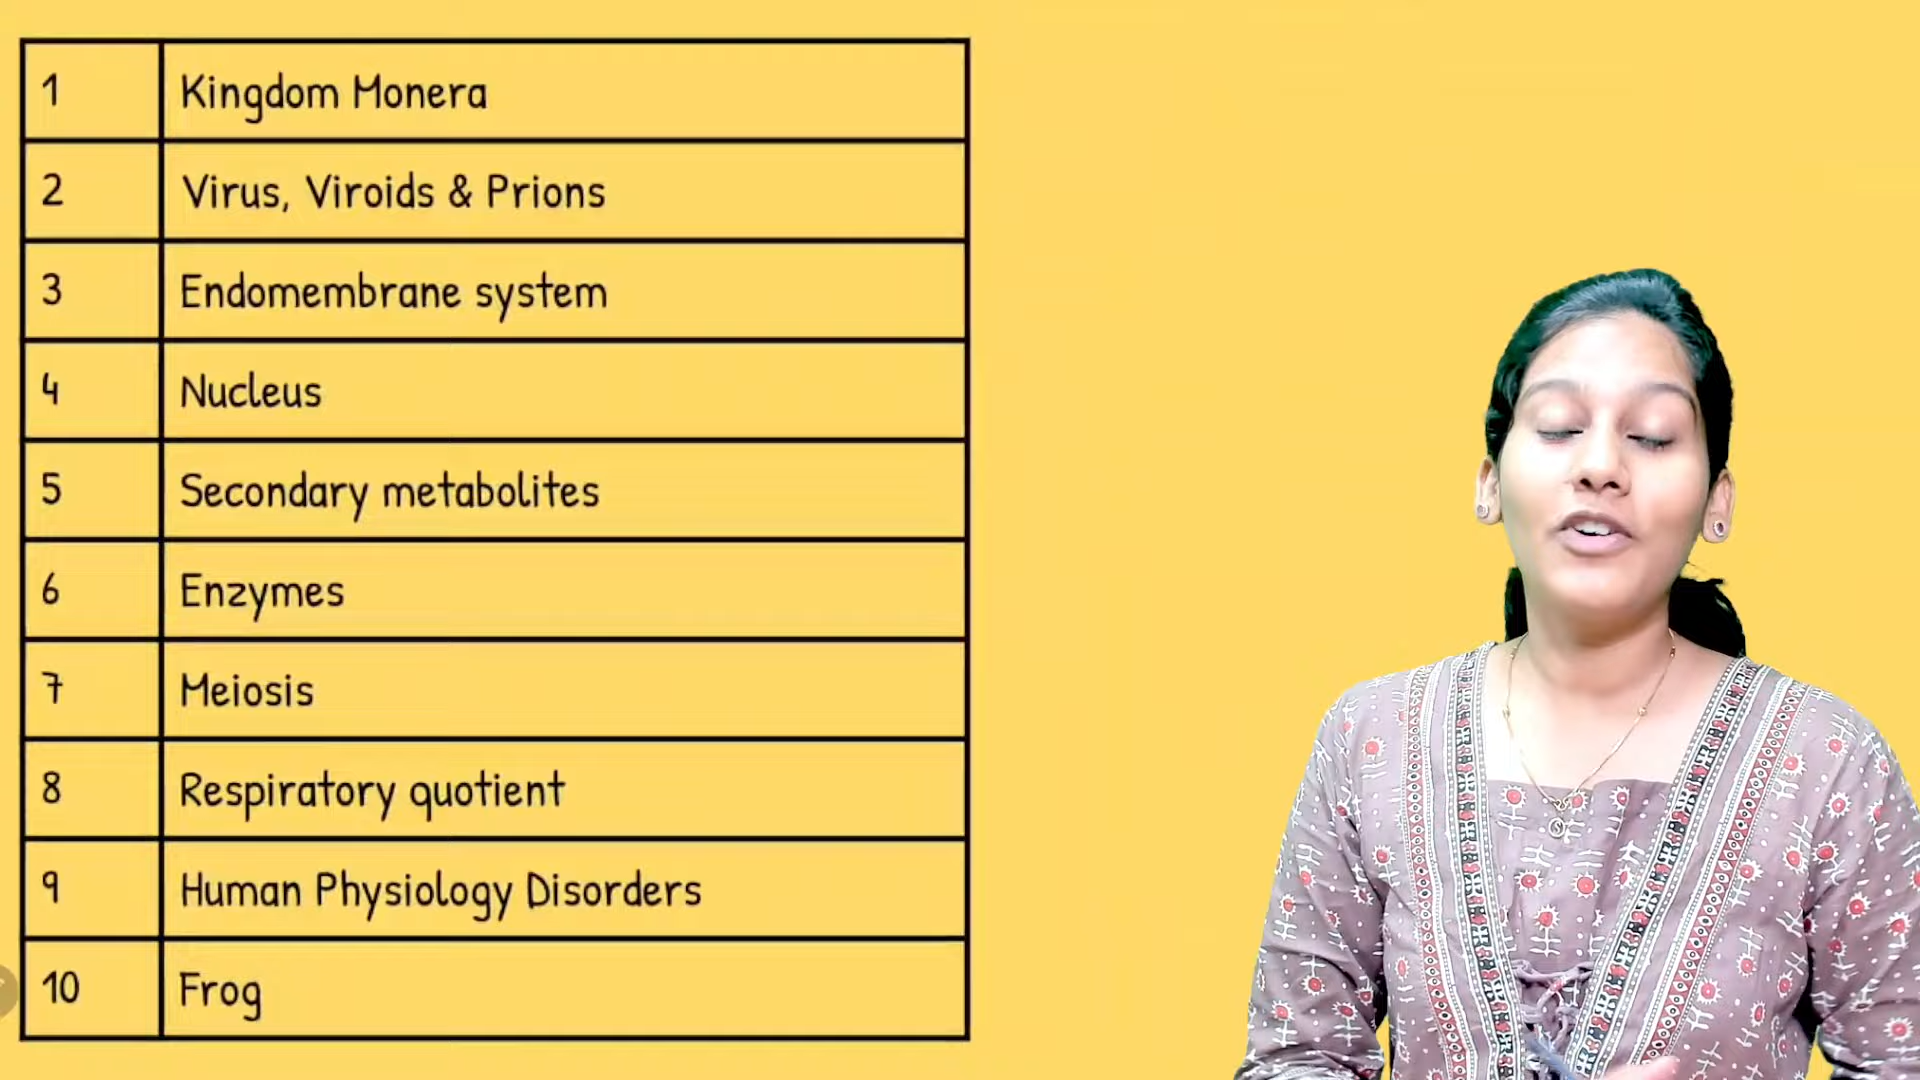 1 Kingdom Monera
2 Virus, Viroids & Prions
3 Endomembrane system
4 Nucleus
5 Secondary metabolites
6 Enzymes
7 Meiosis
8 Respiratory quotient
9 Human Physiology Disorders
10 Frog